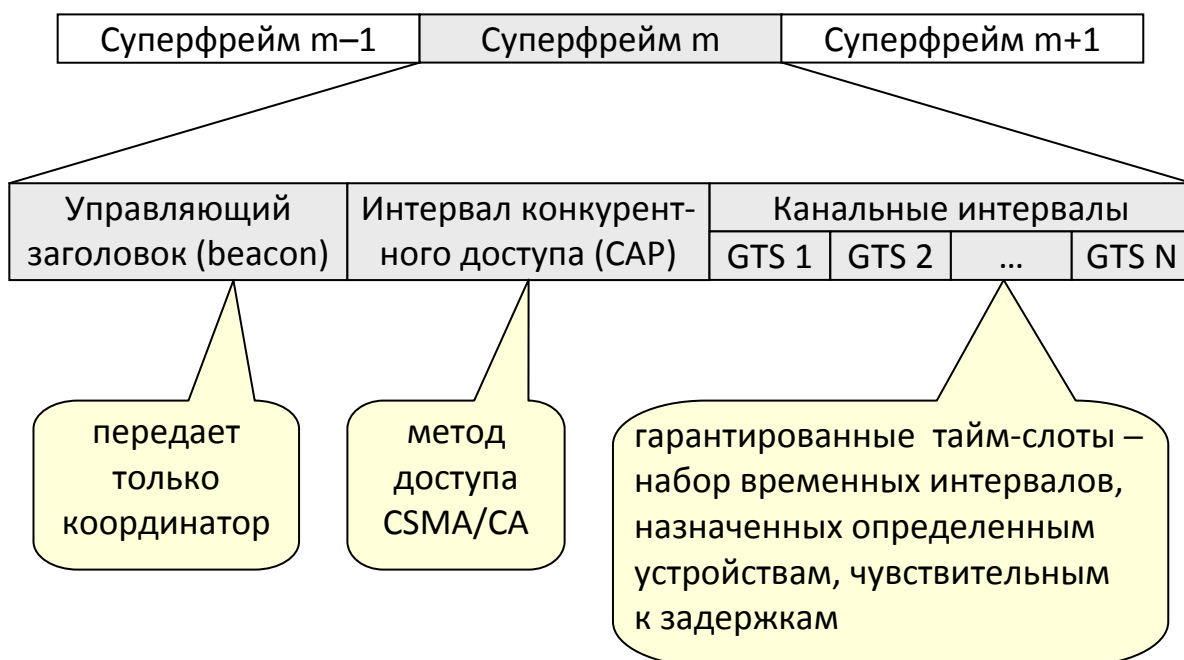 Суперфрейм m–1
Суперфрейм m
Суперфрейм m+1
Управляющий
заголовок (beacon)
Интервал конкурент-
ного доступа (CAP)
Канальные интервалы
GTS 1
GTS 2
...
GTS N
передает
только
координатор
метод
доступа
CSMA/CA
гарантированные тайм-слоты –
набор временных интервалов,
назначенных определенным
устройствам, чувствительным
к задержкам